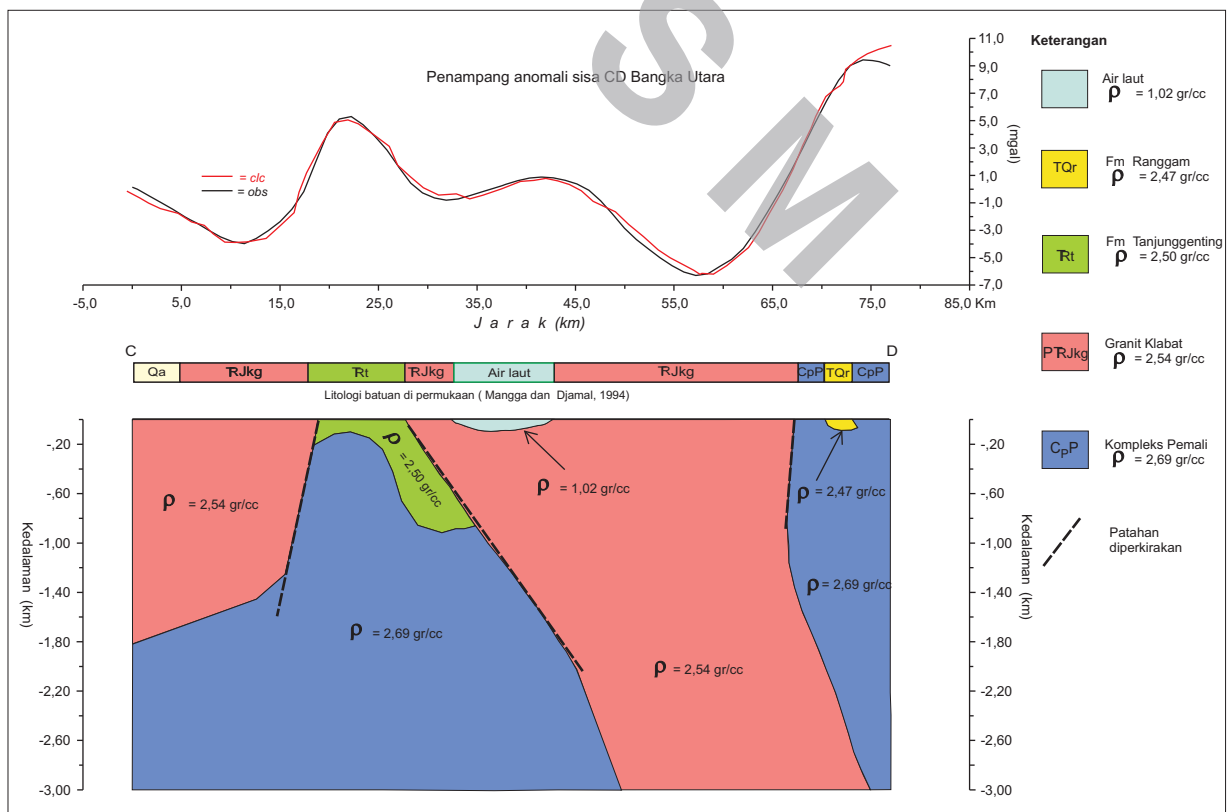 S M
Penampang anomali sisa CD Bangka Utara
= clc
= obs
11,0
9,0
7,0
5,0
3,0
1,0
-1,0
-3,0
-5,0
-7,0
(mgal)
-5,0 5,0 15,0 25,0 35,0 45,0 55,0 65,0 75,0 85,0 Km
Jarak (km)
C D
Qa TRJkg TRt TRJkg Air laut TRJkg CpP TQr CpP
Litologi batuan di permukaan ( Mangga dan Djamal, 1994)
-,20
-,60
-1,00
-1,40
-1,80
-2,20
-2,60
-3,00
Kedalaman (km)
ρ = 2,54 gr/cc
ρ = 2,50 gr/cc
ρ = 1,02 gr/cc
ρ = 2,47 gr/cc
ρ = 2,69 gr/cc
ρ = 2,69 gr/cc
ρ = 2,54 gr/cc
-,20
-,60
-1,00
-1,40
-1,80
-2,20
-2,60
-3,00
Kedalaman (km)
Keterangan
Air laut
ρ = 1,02 gr/cc
TQr
Fm Ranggam
ρ = 2,47 gr/cc
TRt
Fm Tanjunggenting
ρ = 2,50 gr/cc
PTRJkg
Granit Klabat
ρ = 2,54 gr/cc
CPP
Kompleks Pemali
ρ = 2,69 gr/cc
Patahan
diperkirakan